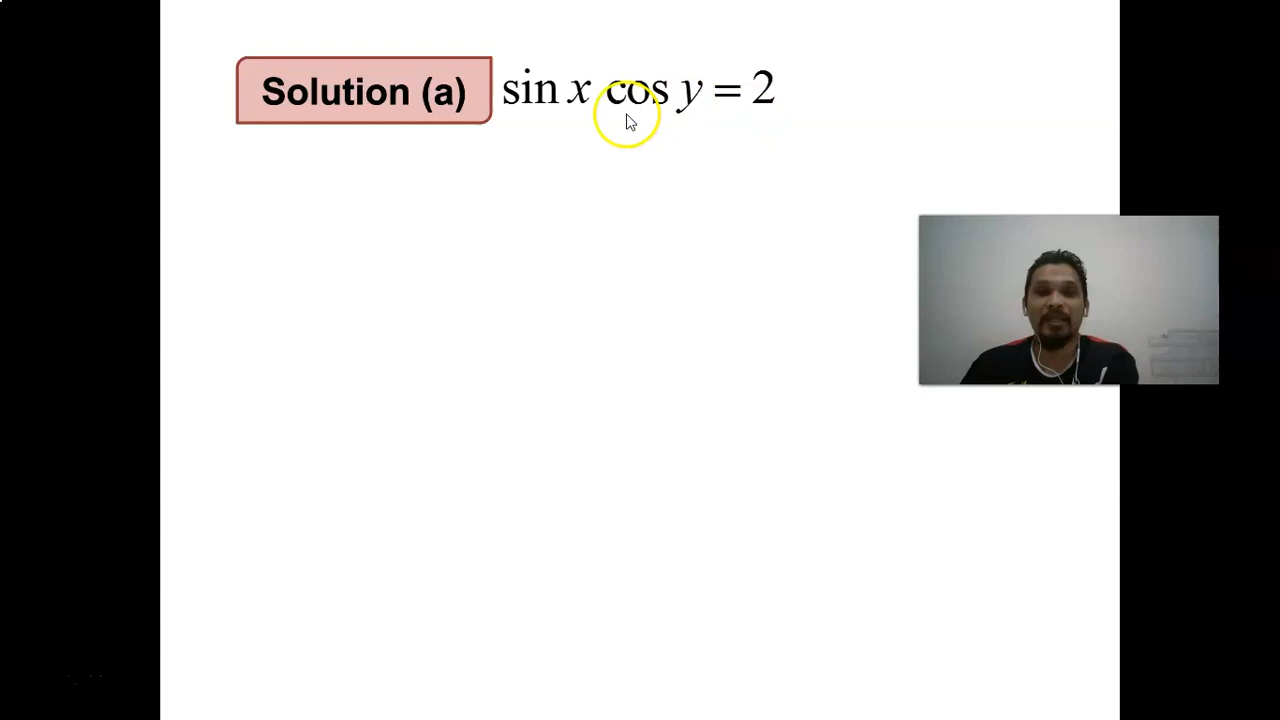 Solution (a) sin x cos y = 2